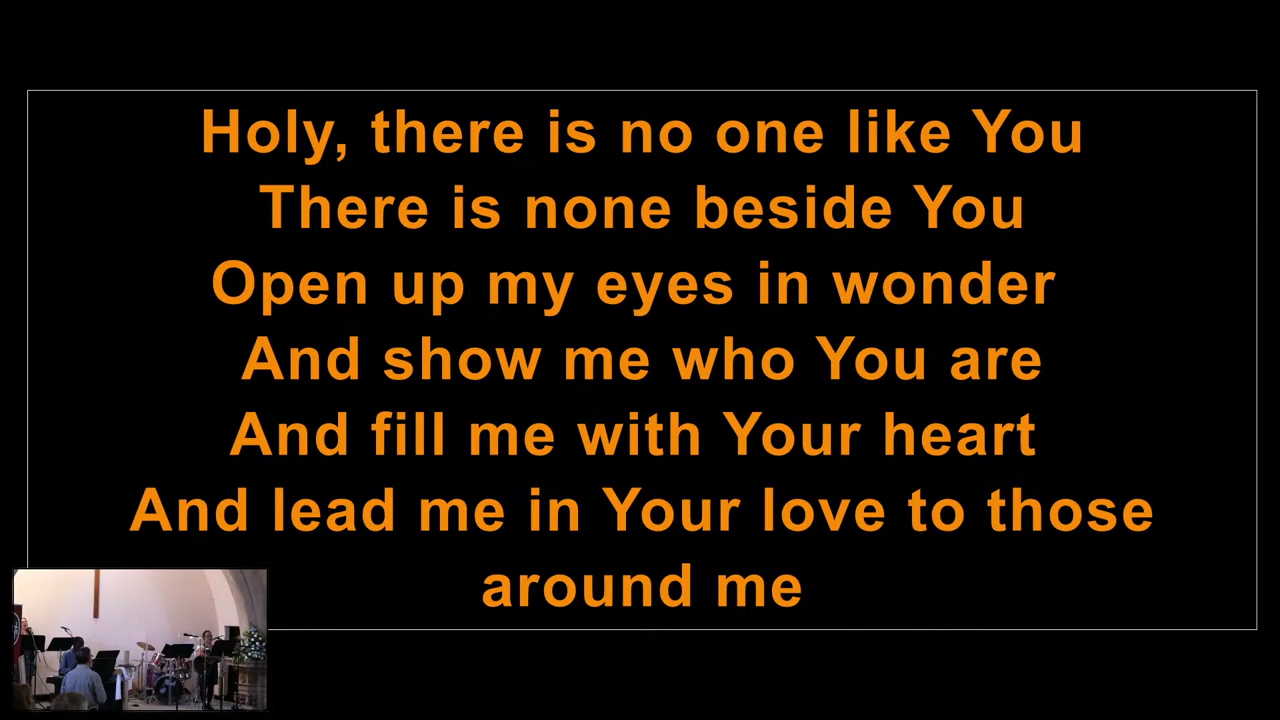 Holy, there is no one like You
There is none beside You
Open up my eyes in wonder
And show me who You are
And fill me with Your heart
And lead me in Your love to those
around me